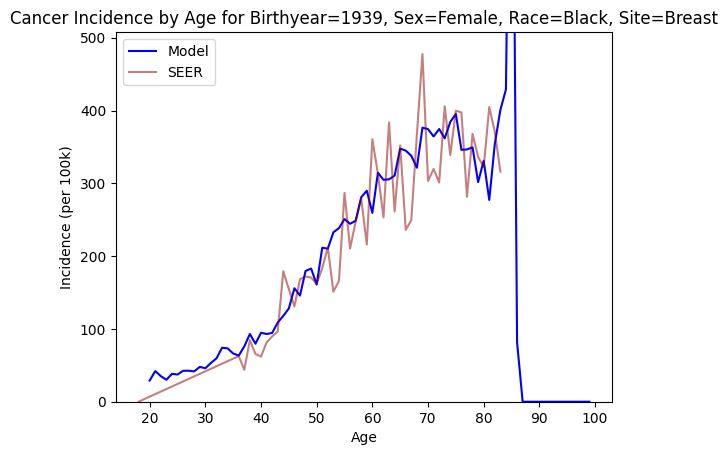 Cancer Incidence by Age for Birthyear=1939, Sex=Female, Race=Black, Site=Breast
Model
SEER
Incidence (per 100k)
500
400
300
200
100
0
20 30 40 50 60 70 80 90 100
Age